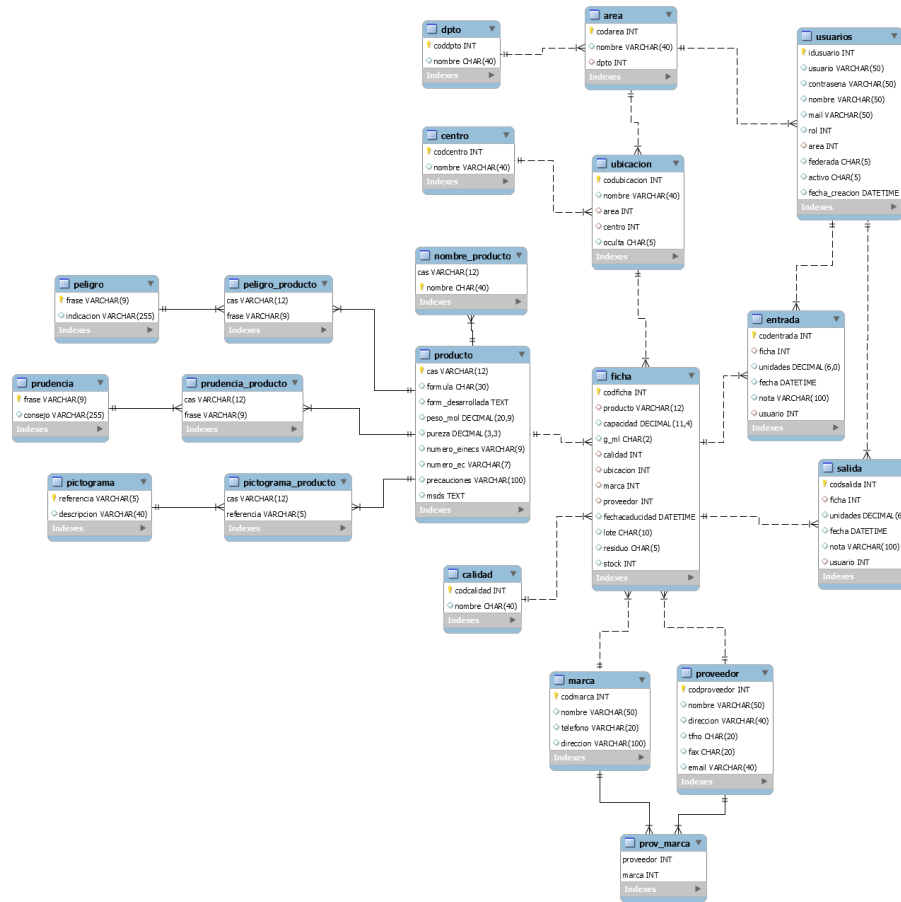 dpto
coddpto INT
nombre CHAR(40)
Indexes
area
codarea INT
nombre VARCHAR(40)
dpto INT
Indexes
usuarios
idusuario INT
usuario VARCHAR(50)
contrasena VARCHAR(50)
nombre VARCHAR(50)
mail VARCHAR(50)
rol INT
area INT
federada CHAR(5)
activo CHAR(5)
fecha_creacion DATETIME
Indexes
centro
codcentro INT
nombre VARCHAR(40)
Indexes
ubicacion
codubicacion INT
nombre VARCHAR(40)
area INT
centro INT
oculta CHAR(5)
Indexes
nombre_producto
cas VARCHAR(12)
nombre CHAR(40)
Indexes
peligro
frase VARCHAR(9)
indicacion VARCHAR(255)
Indexes
peligro_producto
cas VARCHAR(12)
frase VARCHAR(9)
Indexes
entrada
codentrada INT
ficha INT
unidades DECIMAL(6,0)
fecha DATETIME
nota VARCHAR(100)
usuario INT
Indexes
producto
cas VARCHAR(12)
formula CHAR(30)
form_desarrollada TEXT
peso_mol DECIMAL(20,9)
pureza DECIMAL(3,3)
numero_einecs VARCHAR(9)
numero_ec VARCHAR(7)
precauciones VARCHAR(100)
msds TEXT
Indexes
prudencia
frase VARCHAR(9)
consejo VARCHAR(255)
Indexes
prudencia_producto
cas VARCHAR(12)
frase VARCHAR(9)
Indexes
ficha
codficha INT
producto VARCHAR(12)
capacidad DECIMAL(11,4)
g_ml CHAR(2)
calidad INT
ubicacion INT
marca INT
proveedor INT
fechacaducidad DATETIME
lote CHAR(10)
residuo CHAR(5)
stock INT
Indexes
salida
codsalida INT
ficha INT
unidades DECIMAL(6
fecha DATETIME
nota VARCHAR(100)
usuario INT
Indexes
pictograma
referencia VARCHAR(5)
descripcion VARCHAR(40)
Indexes
pictograma_producto
cas VARCHAR(12)
referencia VARCHAR(5)
Indexes
calidad
codcalidad INT
nombre CHAR(40)
Indexes
marca
codmarca INT
nombre VARCHAR(50)
telefono VARCHAR(20)
direccion VARCHAR(100)
Indexes
proveedor
codproveedor INT
nombre VARCHAR(50)
direccion VARCHAR(40)
tfno CHAR(20)
fax CHAR(20)
email VARCHAR(40)
Indexes
prov_marca
proveedor INT
marca INT
Indexes